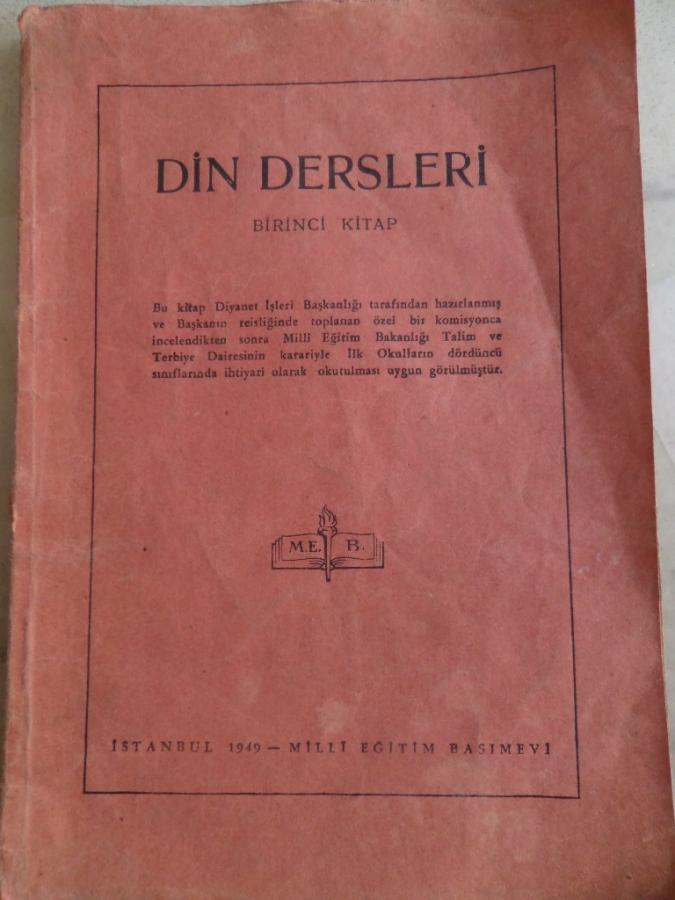 DİN DERSLERİ
BİRİNCİ KİTAP
Bu kitap Diyanet İşleri Başkanlığı tarafından hazırlanmış
ve Başkanın reisliğinde toplanan özel bir komisyonca
incelendikten sonra Millî Eğitim Bakanlığı Talim ve
Terbiye Dairesinin karariyle İlk Okulların dördüncü
sınıflarında ihtiyari olarak okutulması uygun görülmüştür.
M.E. B.
İSTANBUL 1949 — MİLLÎ EĞİTİM BASIMEVİ